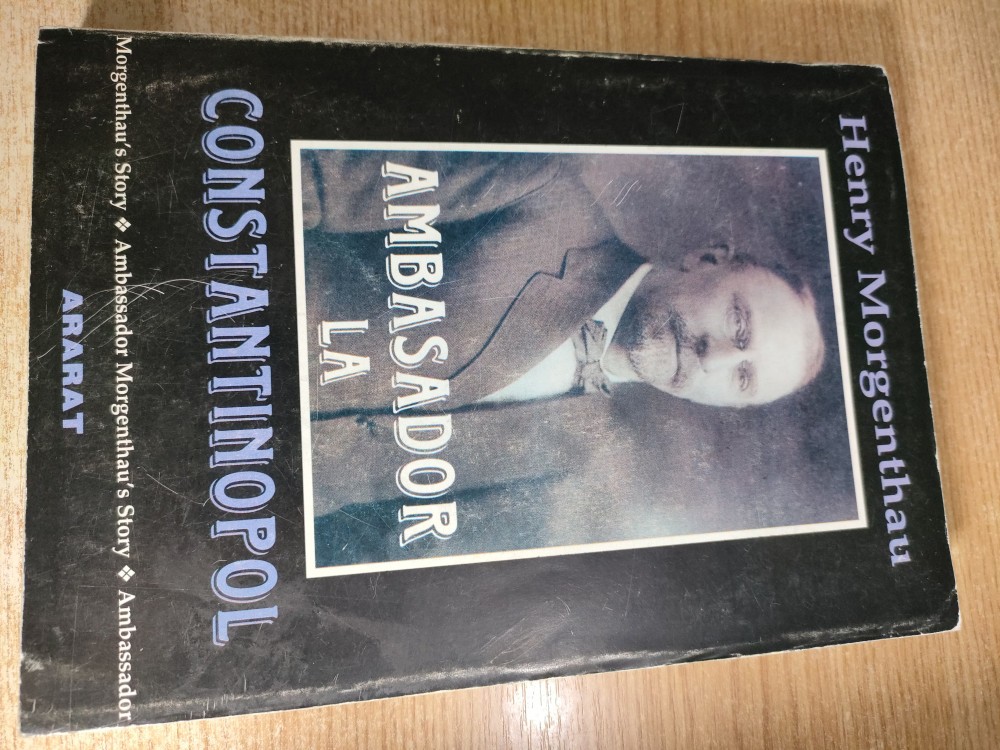 Henry Morgenthau
AMBASADOR
LA
CONSTANTINOPOL
Morgenthau's Story ❖ Ambassador Morgenthau's Story ❖ Ambassador
ARARAT